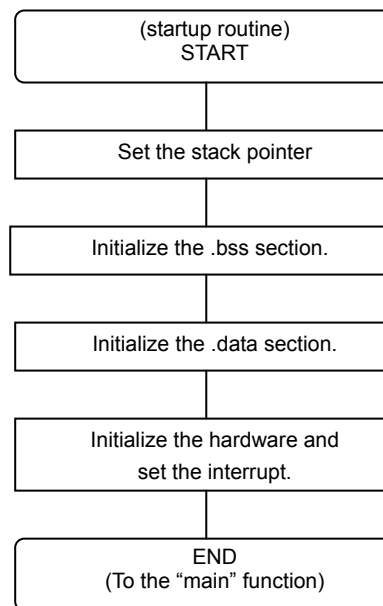 (startup routine)
START
Set the stack pointer
Initialize the .bss section.
Initialize the .data section.
Initialize the hardware and
set the interrupt.
END
(To the “main” function)